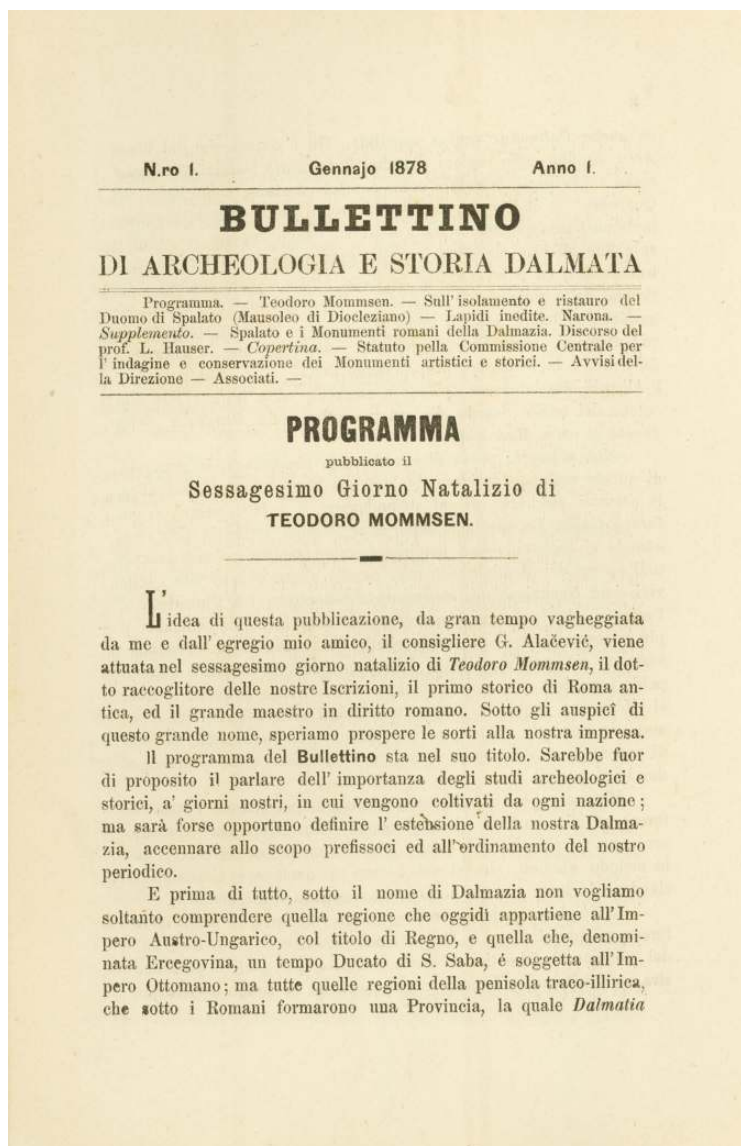 N.ro I. Gennajo 1878 Anno I.
BULLETTINO
DI ARCHEOLOGIA E STORIA DALMATA
Programma. — Teodoro Mommsen. — Sull' isolamento e ristauro del
Duomo di Spalato (Mausoleo di Diocleziano) — Lapidi inedite. Narona. —
Supplemento. — Spalato e i Monumenti romani della Dalmazia. Discorso del
prof. L. Hauser. — Copertina. — Statuto pella Commissione Centrale per
l' indagine e conservazione dei Monumenti artistici e storici. — Avvisi del-
la Direzione — Associati. —
PROGRAMMA
pubblicato il
Sessagesimo Giorno Natalizio di
TEODORO MOMMSEN.
L'idea di questa pubblicazione, da gran tempo vagheggiata
da me e dall' egregio mio amico, il consigliere G. Alačević, viene
attuata nel sessagesimo giorno natalizio di Teodoro Mommsen, il dot-
to raccoglitore delle nostre Iscrizioni, il primo storico di Roma an-
tica, ed il grande maestro in diritto romano. Sotto gli auspicî di
questo grande nome, speriamo prospere le sorti alla nostra impresa.
Il programma del Bullettino sta nel suo titolo. Sarebbe fuor
di proposito il parlare dell' importanza degli studi archeologici e
storici, a' giorni nostri, in cui vengono coltivati da ogni nazione;
ma sarà forse opportuno definire l' estensione della nostra Dalma-
zia, accennare allo scopo prefissoci ed all' ordinamento del nostro
periodico.
E prima di tutto, sotto il nome di Dalmazia non vogliamo
soltanto comprendere quella regione che oggidì appartiene all' Im-
pero Austro-Ungarico, col titolo di Regno, e quella che, denomi-
nata Ercegovina, un tempo Ducato di S. Saba, é soggetta all' Im-
pero Ottomano; ma tutte quelle regioni della penisola traco-illirica,
che sotto i Romani formarono una Provincia, la quale Dalmatia